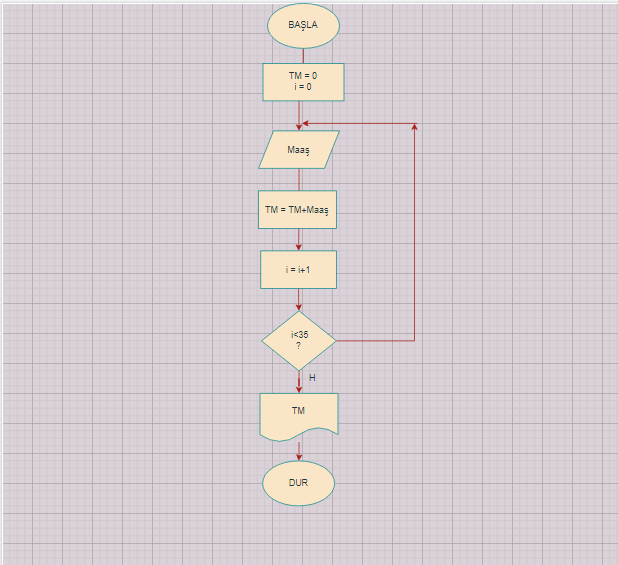 BAŞLA
TM = 0
i = 0
Maaş
TM = TM+Maaş
i = i+1
i<35
?
H
TM
DUR